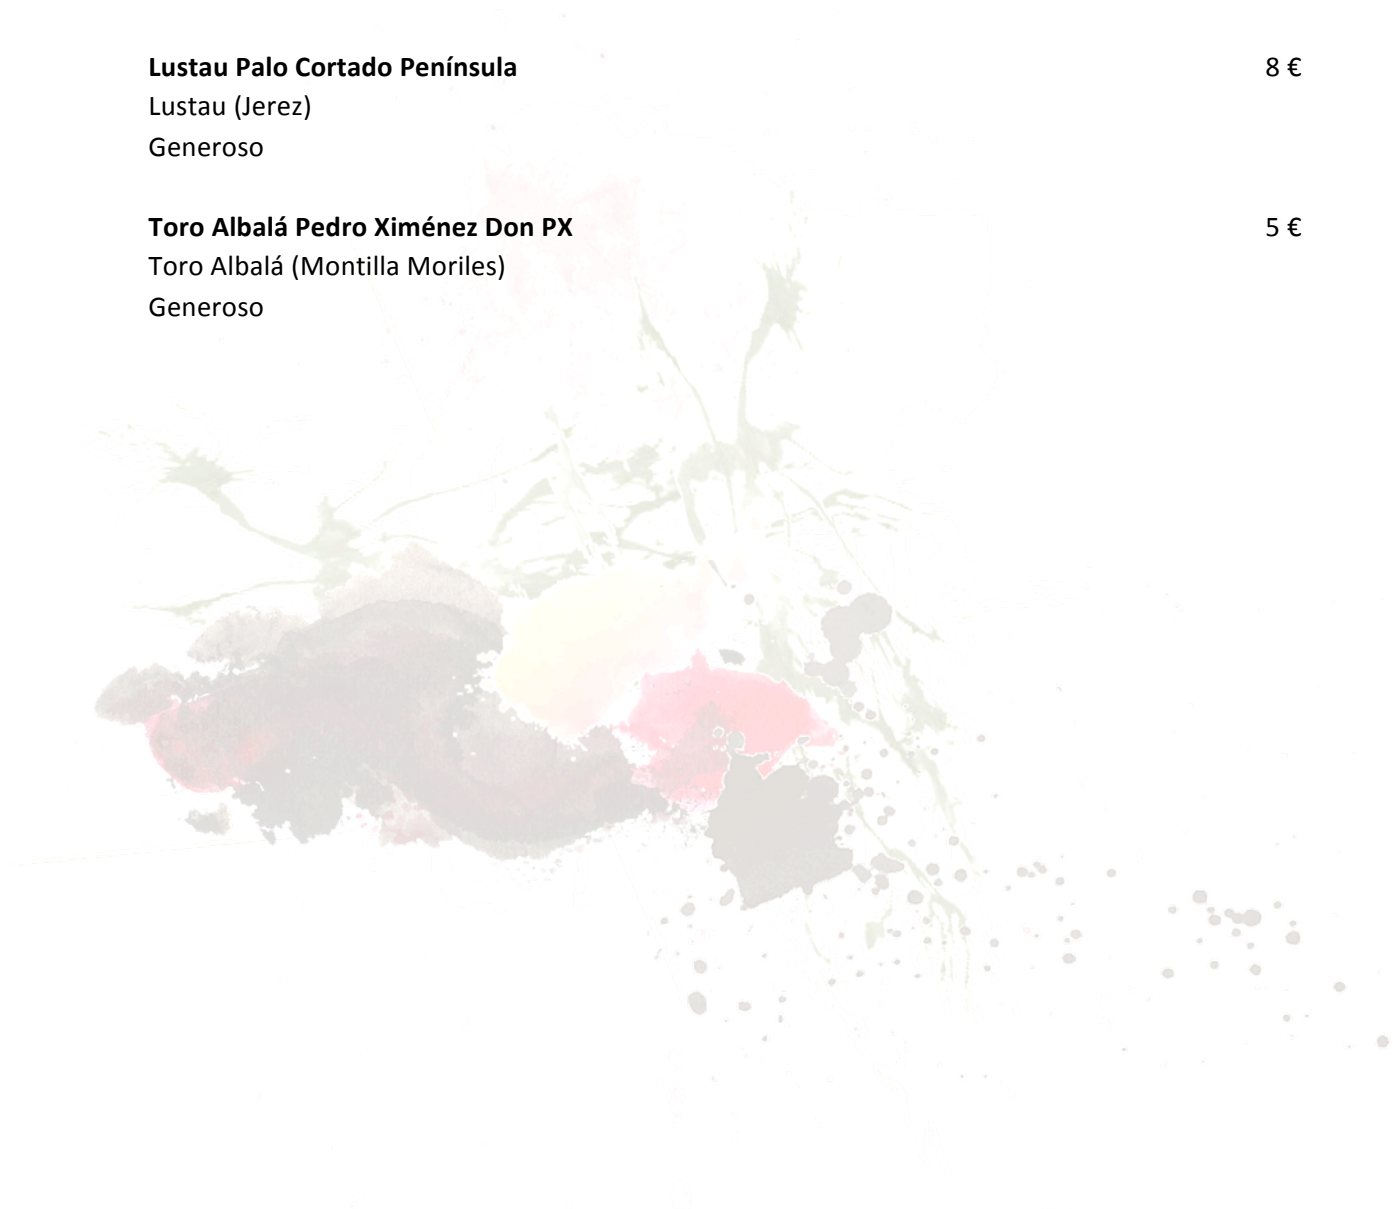 Lustau Palo Cortado Península 8 €
Lustau (Jerez)
Generoso
Toro Albalá Pedro Ximénez Don PX 5 €
Toro Albalá (Montilla Moriles)
Generoso